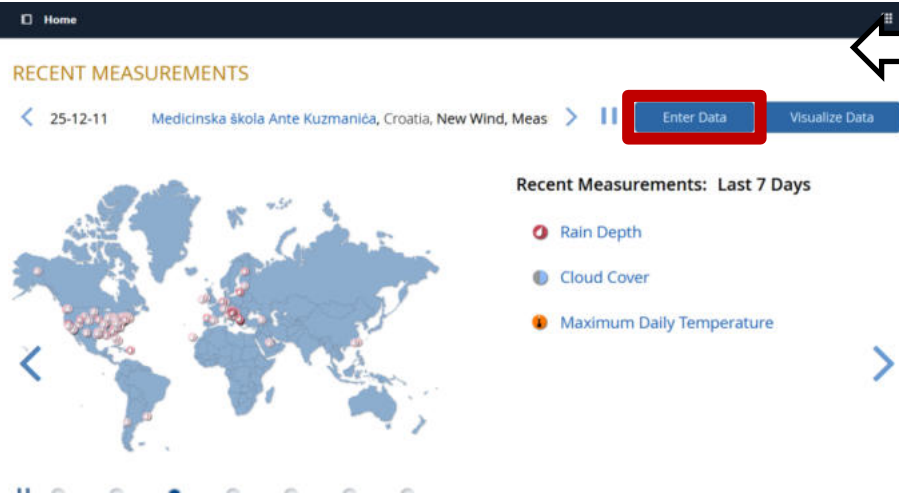 Home
RECENT MEASUREMENTS
25-12-11 Medicinska škola Ante Kuzmanića, Croatia, New Wind, Meas
Enter Data Visualize Data
Recent Measurements: Last 7 Days
Rain Depth
Cloud Cover
Maximum Daily Temperature